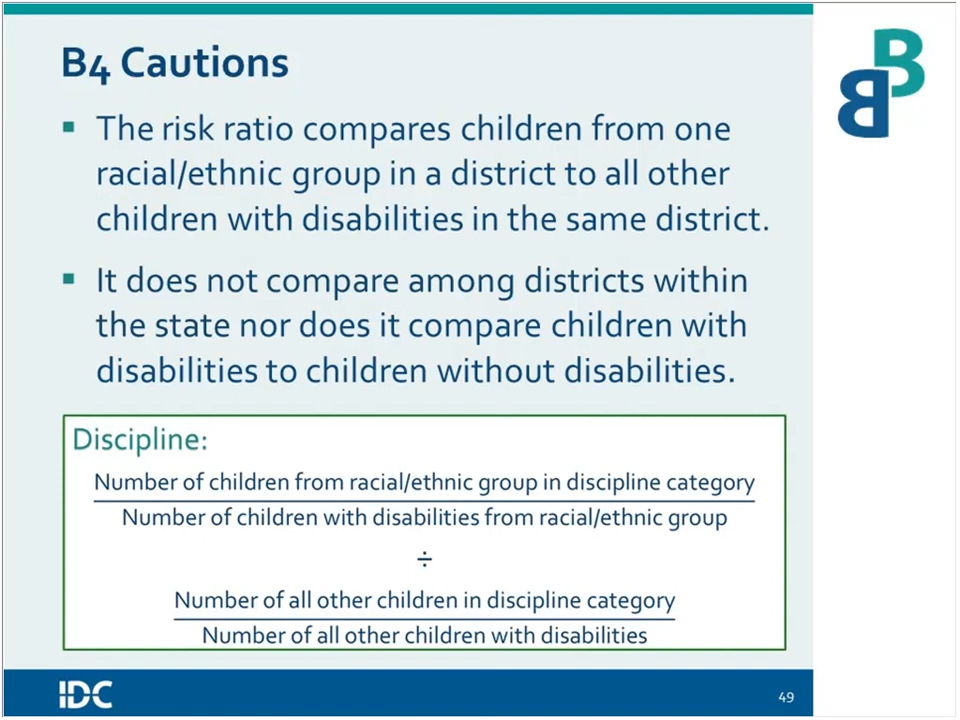 B4 Cautions
B
B
▪ The risk ratio compares children from one
racial/ethnic group in a district to all other
children with disabilities in the same district.
▪ It does not compare among districts within
the state nor does it compare children with
disabilities to children without disabilities.
Discipline:
Number of children from racial/ethnic group in discipline category
Number of children with disabilities from racial/ethnic group
÷
Number of all other children in discipline category
Number of all other children with disabilities
IDC
49